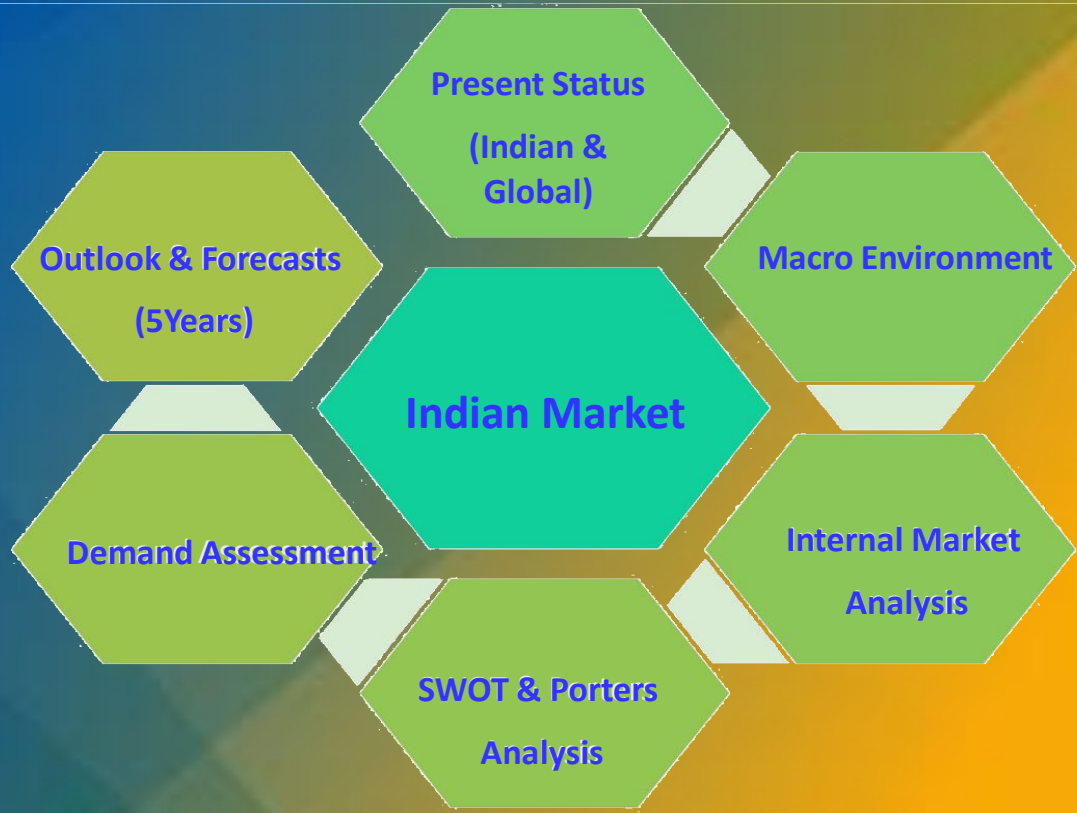 Present Status
(Indian &
Global)
Macro Environment
Internal Market
Analysis
SWOT & Porters
Analysis
Demand Assessment
Outlook & Forecasts
(5Years)
Indian Market